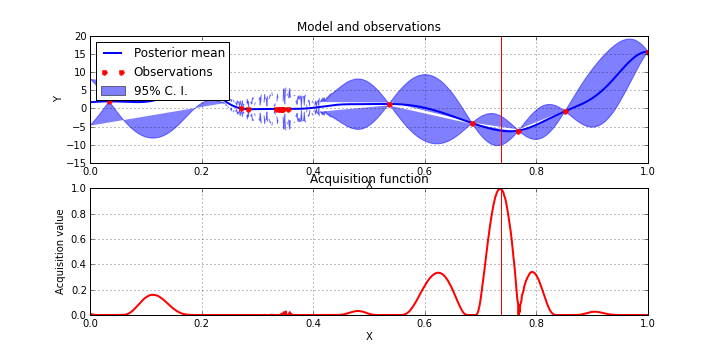 Model and observations
20
15
10
5
0
−5
−10
−15
Y
Posterior mean
Observations
95% C. I.
0.0 0.2 0.4 0.6 0.8 1.0
X
Acquisition function
1.0
0.8
0.6
0.4
0.2
0.0
Acquisition value
0.0 0.2 0.4 0.6 0.8 1.0
X